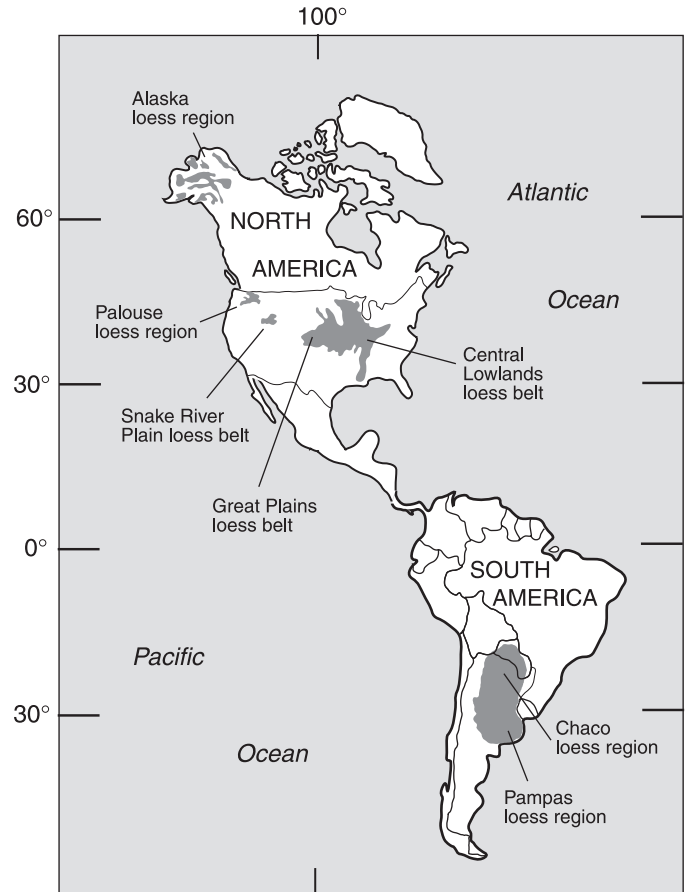 100°
Alaska
loess region
Atlantic
60°
NORTH
AMERICA
Ocean
Palouse
loess region
Central
Lowlands
loess belt
30°
Snake River
Plain loess belt
Great Plains
loess belt
0°
SOUTH
AMERICA
Pacific
30°
Chaco
loess region
Ocean
Pampas
loess region